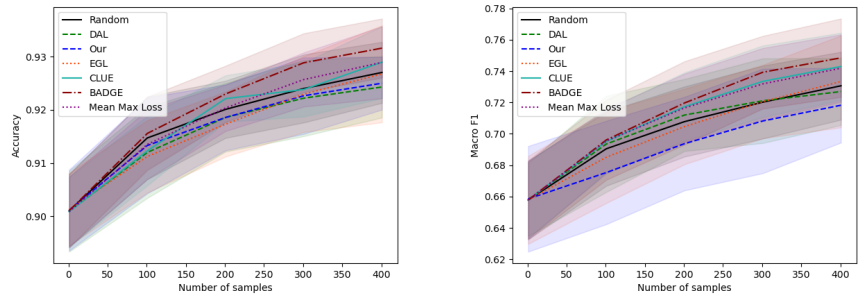 Random
DAL
Our
EGL
CLUE
BADGE
Mean Max Loss
0.93
0.92
0.91
0.90
Accuracy
0 50 100 150 200 250 300 350 400
Number of samples
Random
DAL
Our
EGL
CLUE
BADGE
Mean Max Loss
0.78
0.76
0.74
0.72
0.70
0.68
0.66
0.64
0.62
Macro F1
0 50 100 150 200 250 300 350 400
Number of samples